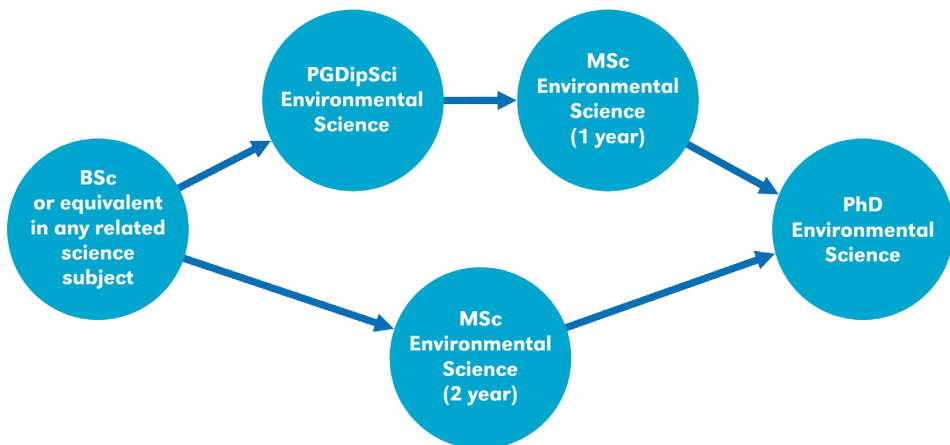 PGDipSci
Environmental
Science
MSc
Environmental
Science
(1 year)
BSc
or equivalent
in any related
science
subject
PhD
Environmental
Science
MSc
Environmental
Science
(2 year)